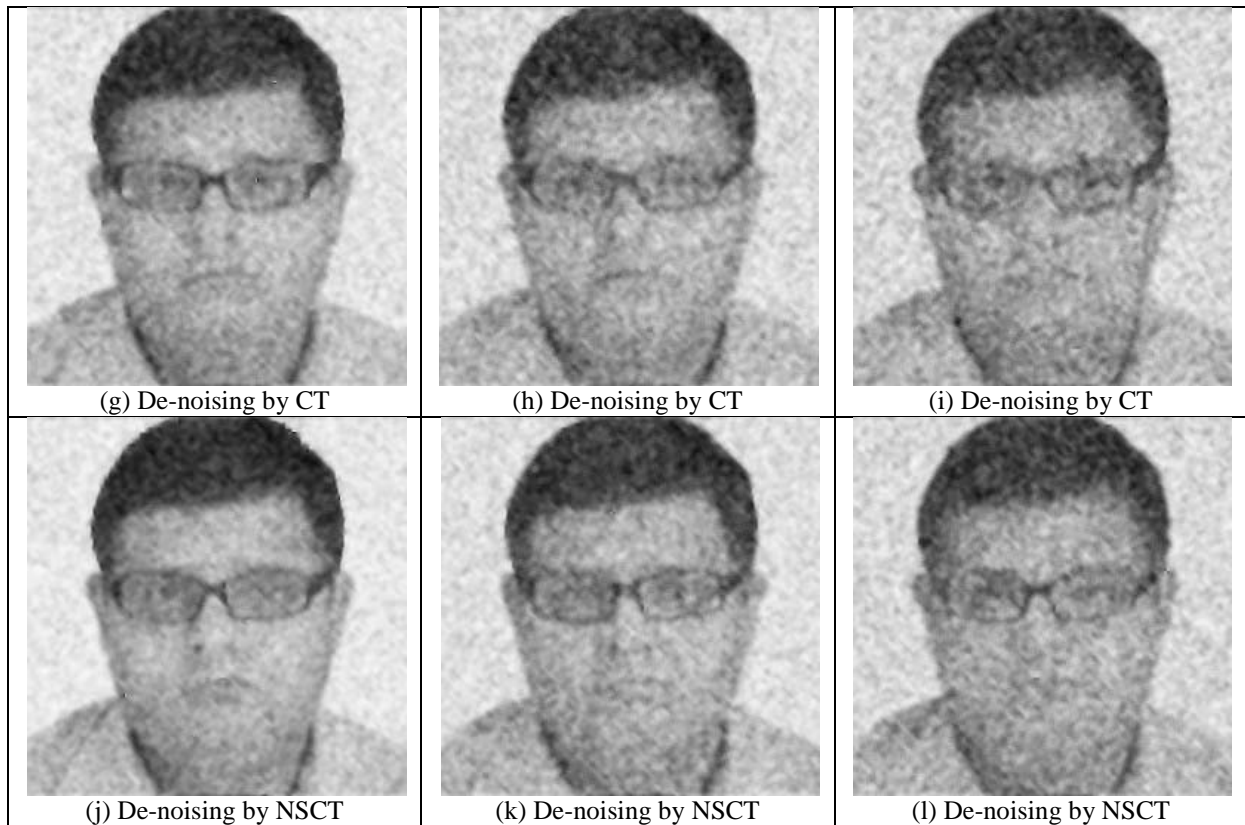 (g) De-noising by CT
(h) De-noising by CT
(i) De-noising by CT
(j) De-noising by NSCT
(k) De-noising by NSCT
(l) De-noising by NSCT